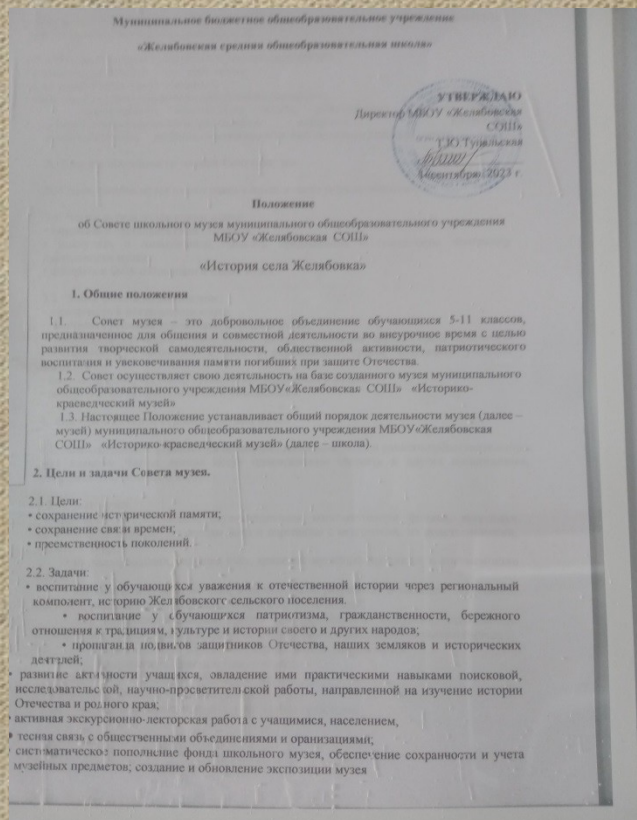 Муниципальное бюджетное общеобразовательное учреждение
«Желябовская средняя общеобразовательная школа»
УТВЕРЖДАЮ
Директор МБОУ «Желябовская
СОШ»
Т.Ю.Тупальская
сентябрю 2023 г.
Положение
об Совете школьного музея муниципального общеобразовательного учреждения
МБОУ «Желябовская СОШ»
«История села Желябовка»
1. Общие положения
1.1. Совет музея – это добровольное объединение обучающихся 5-11 классов,
предназначенное для общения и совместной деятельности во внеурочное время с целью
развития творческой самодеятельности, общественной активности, патриотического
воспитания и увековечивания памяти погибших при защите Отечества.
1.2. Совет осуществляет свою деятельность на базе созданного музея муниципального
общеобразовательного учреждения МБОУ«Желябовская СОШ» «Историко-
краеведческий музей»
1.3. Настоящее Положение устанавливает общий порядок деятельности музея (далее –
музей) муниципального общеобразовательного учреждения МБОУ«Желябовская
СОШ» «Историко-краеведческий музей» (далее – школа).
2. Цели и задачи Совета музея.
2.1. Цели:
• сохранение исторической памяти;
• сохранение связи времен;
• преемственность поколений.
2.2. Задачи:
• воспитание у обучающихся уважения к отечественной истории через региональный
компонент, историю Желябовского сельского поселения.
• воспитание у обучающихся патриотизма, гражданственности, бережного
отношения к традициям, культуре и истории своего и других народов;
• пропаганда подвигов защитников Отечества, наших земляков и исторических
деятелей;
• развитие активности учащихся, овладение ими практическими навыками поисковой,
исследовательской, научно-просветительской работы, направленной на изучение истории
Отечества и родного края;
• активная экскурсионно-лекторская работа с учащимися, населением,
• тесная связь с общественными объединениями и оранизациями;
• систематическое пополнение фонда школьного музея, обеспечение сохранности и учета
музейных предметов; создание и обновление экспозиции музея